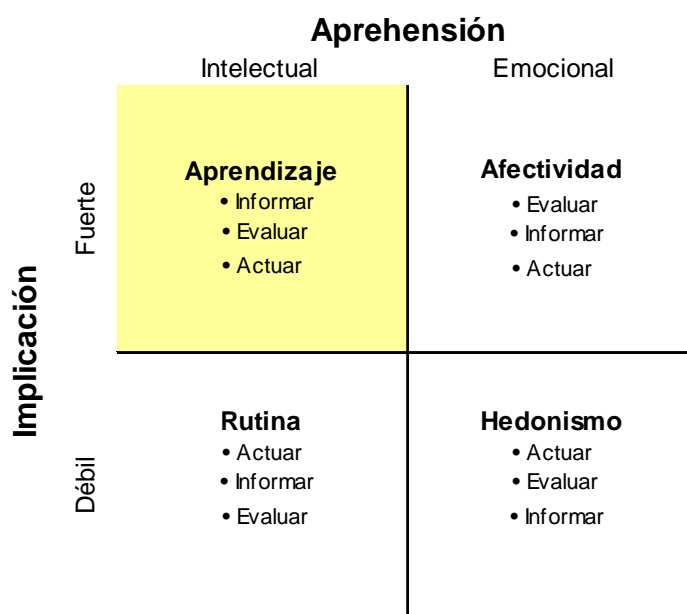 Aprehensión
Intelectual
Emocional
Implicación
Fuerte
Aprendizaje
• Informar
• Evaluar
• Actuar
Afectividad
• Evaluar
• Informar
• Actuar
Débil
Rutina
• Actuar
• Informar
• Evaluar
Hedonismo
• Actuar
• Evaluar
• Informar